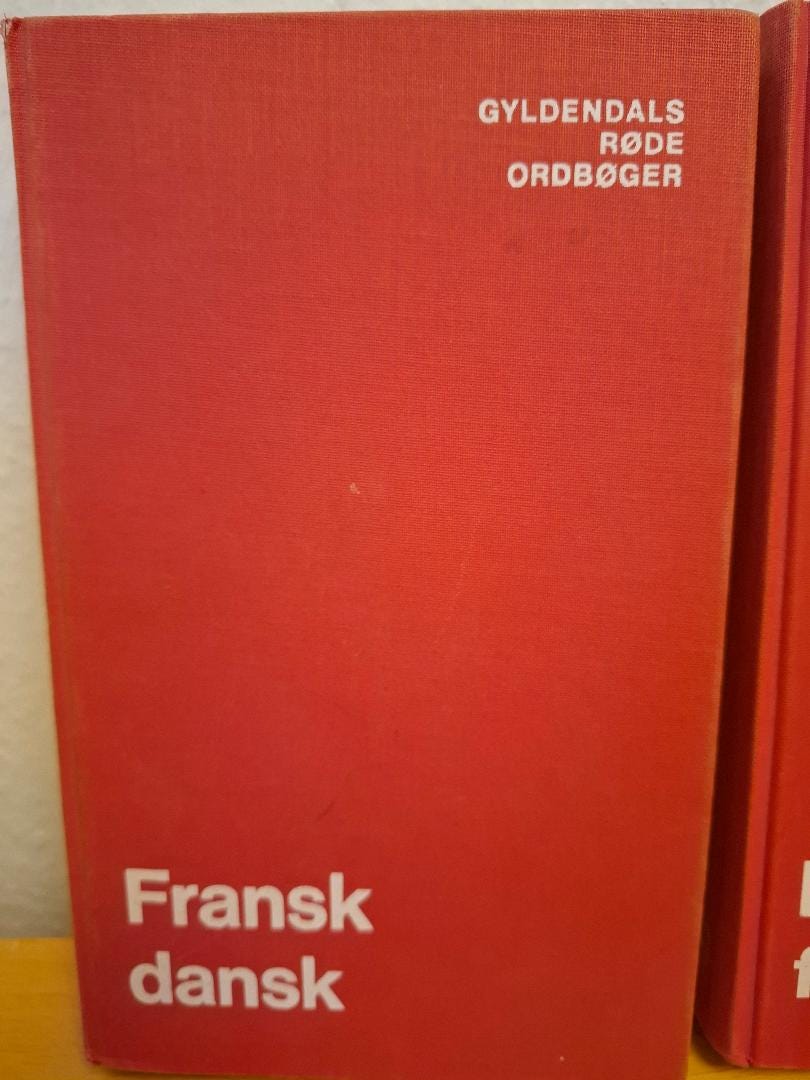 GYLDENDALS
RØDE
ORDBØGER
Fransk
dansk